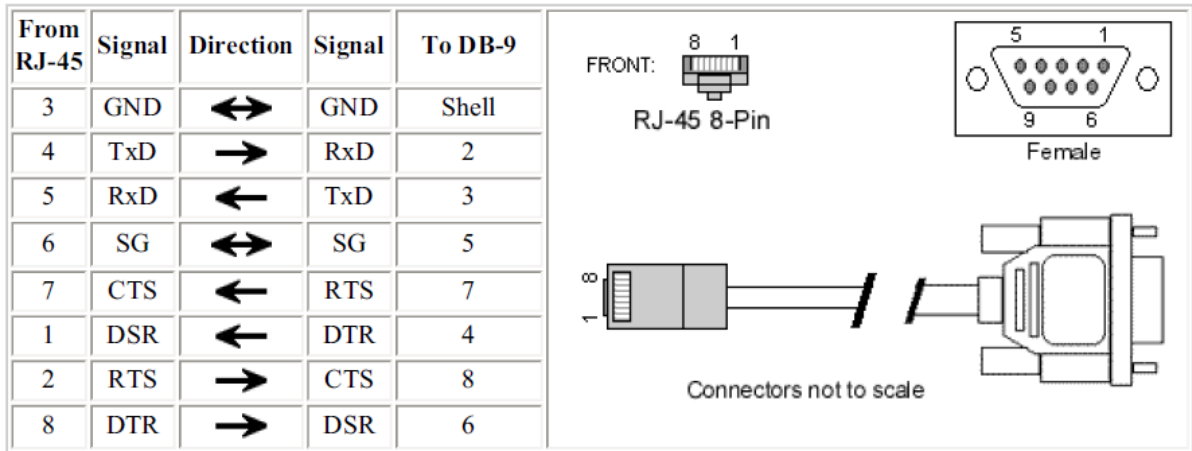 From RJ-45 Signal Direction Signal To DB-9
3 GND GND Shell
4 TxD RxD 2
5 RxD TxD 3
6 SG SG 5
7 CTS RTS 7
1 DSR DTR 4
2 RTS CTS 8
8 DTR DSR 6
8 1
FRONT:
RJ-45 8-Pin
5 1
9 6
Female
8
1
Connectors not to scale